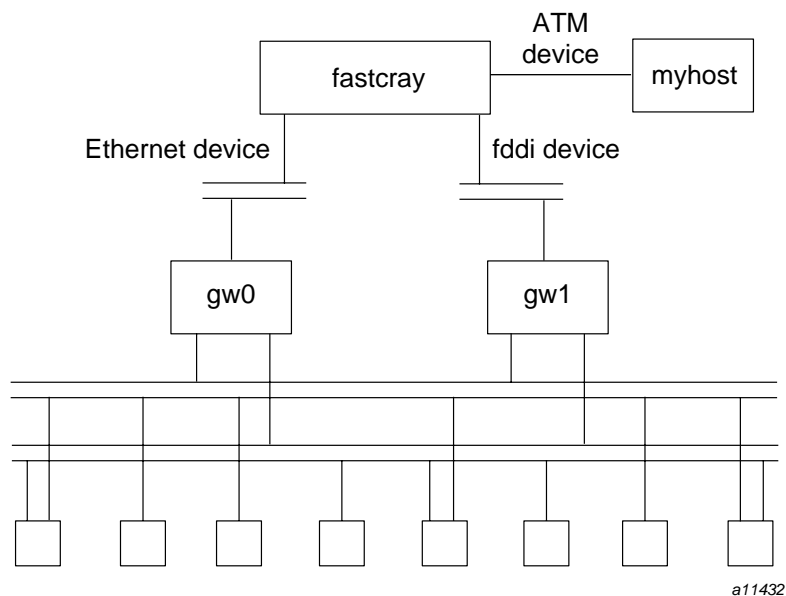 ATM
device
fastcray
myhost
Ethernet device
fddi device
gw0
gw1
a11432